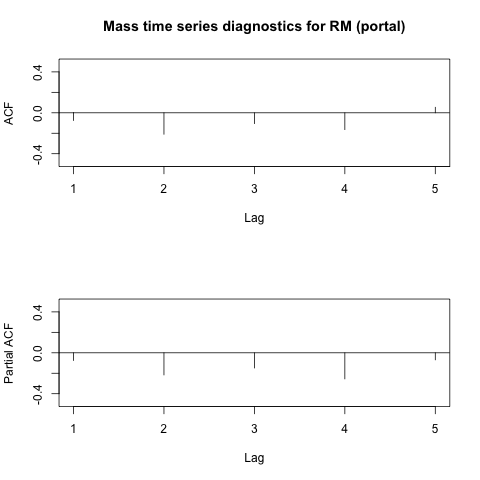 Mass time series diagnostics for RM (portal)
ACF
0.4
0.0
-0.4
1 2 3 4 5
Lag
Partial ACF
0.4
0.0
-0.4
1 2 3 4 5
Lag